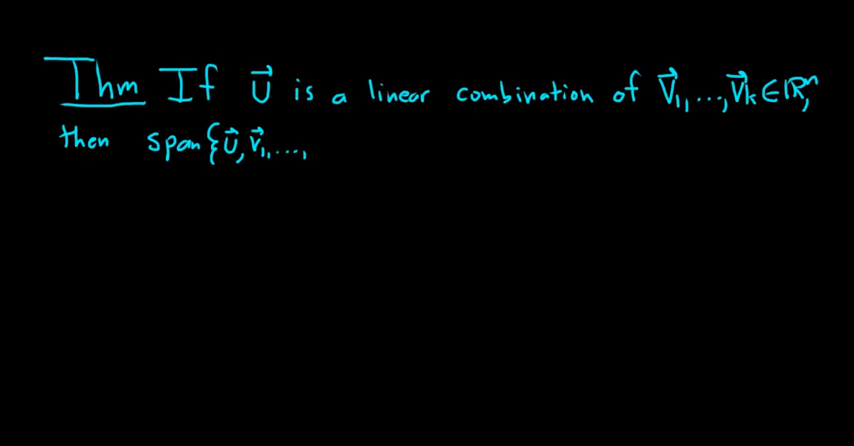 Thm If u⃗ is a linear combination of v⃗₁, ..., v⃗ₖ ∈ ℝⁿ,
then span{u⃗, v⃗₁, ...,